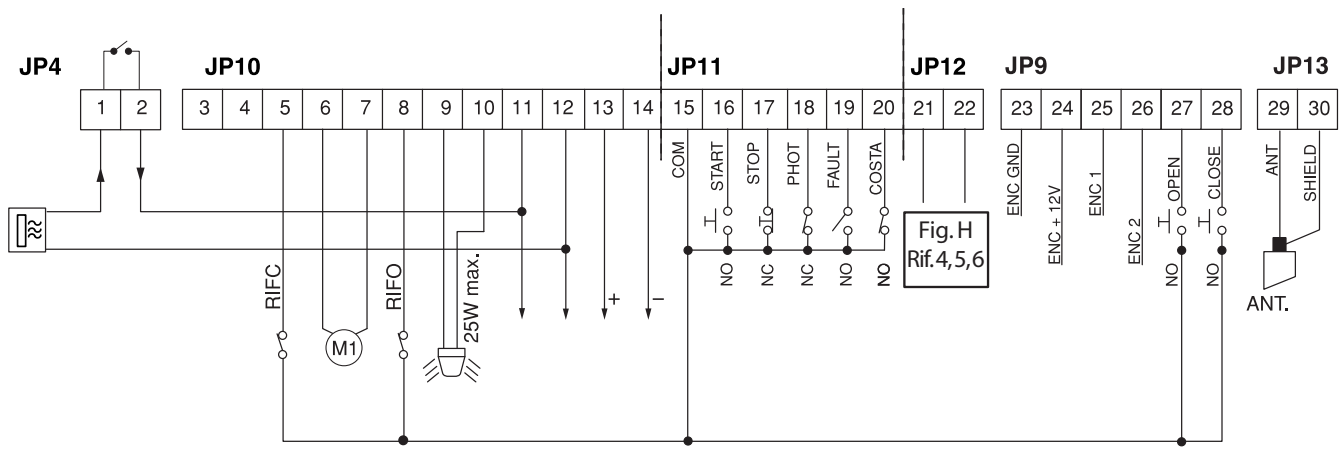 JP4
JP10
JP11
JP12
JP9
JP13
1 2
3 4 5 6 7 8 9 10 11 12 13 14
15 16 17 18 19 20
21 22
23 24 25 26 27 28
29 30
COM
START
STOP
PHOT
FAULT
COSTA
ENC GND
ENC + 12V
ENC 1
ENC 2
OPEN
CLOSE
ANT
SHIELD
Fig. H
Rif.4,5,6
NO
NC
NC
NO
NO
NO
NO
ANT.
RIFC
M1
RIFO
25W max.
+
–